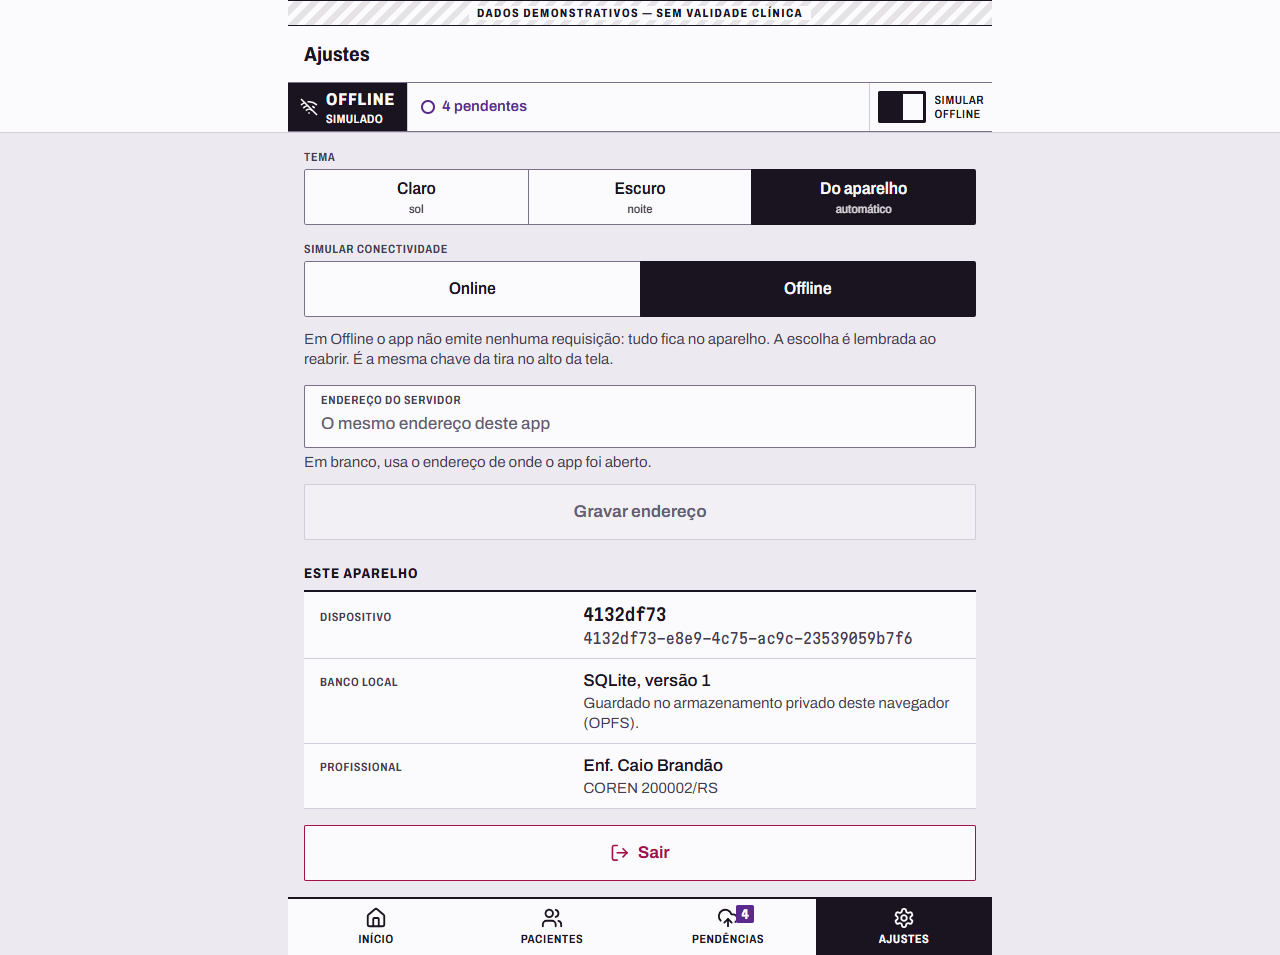 DADOS DEMONSTRATIVOS — SEM VALIDADE CLÍNICA
Ajustes
OFFLINE
SIMULADO
4 pendentes
SIMULAR
OFFLINE
TEMA
Claro
sol
Escuro
noite
Do aparelho
automático
SIMULAR CONECTIVIDADE
Online
Offline
Em Offline o app não emite nenhuma requisição: tudo fica no aparelho. A escolha é lembrada ao
reabrir. É a mesma chave da tira no alto da tela.
ENDEREÇO DO SERVIDOR
O mesmo endereço deste app
Em branco, usa o endereço de onde o app foi aberto.
Gravar endereço
ESTE APARELHO
DISPOSITIVO
4132df73
4132df73-e8e9-4c75-ac9c-23539059b7f6
BANCO LOCAL
SQLite, versão 1
Guardado no armazenamento privado deste navegador
(OPFS).
PROFISSIONAL
Enf. Caio Brandão
COREN 200002/RS
Sair
INÍCIO
PACIENTES
4
PENDÊNCIAS
AJUSTES